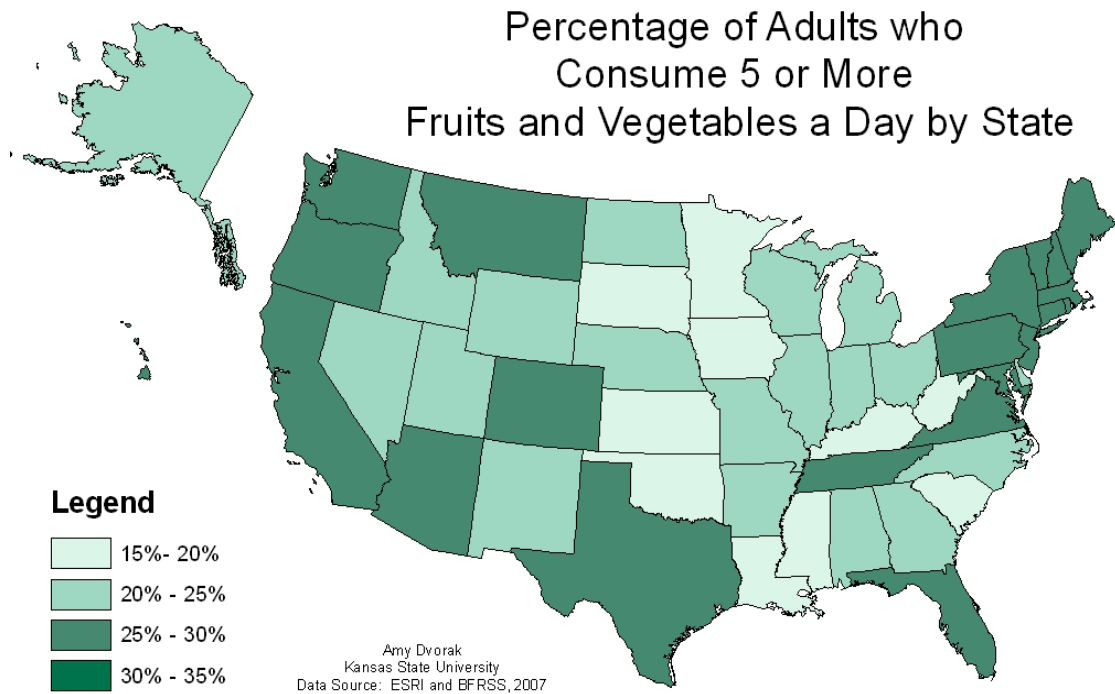 Percentage of Adults who
Consume 5 or More
Fruits and Vegetables a Day by State
Legend
15%- 20%
20% - 25%
25% - 30%
30% - 35%
Amy Dvorak
Kansas State University
Data Source: ESRI and BFRSS, 2007